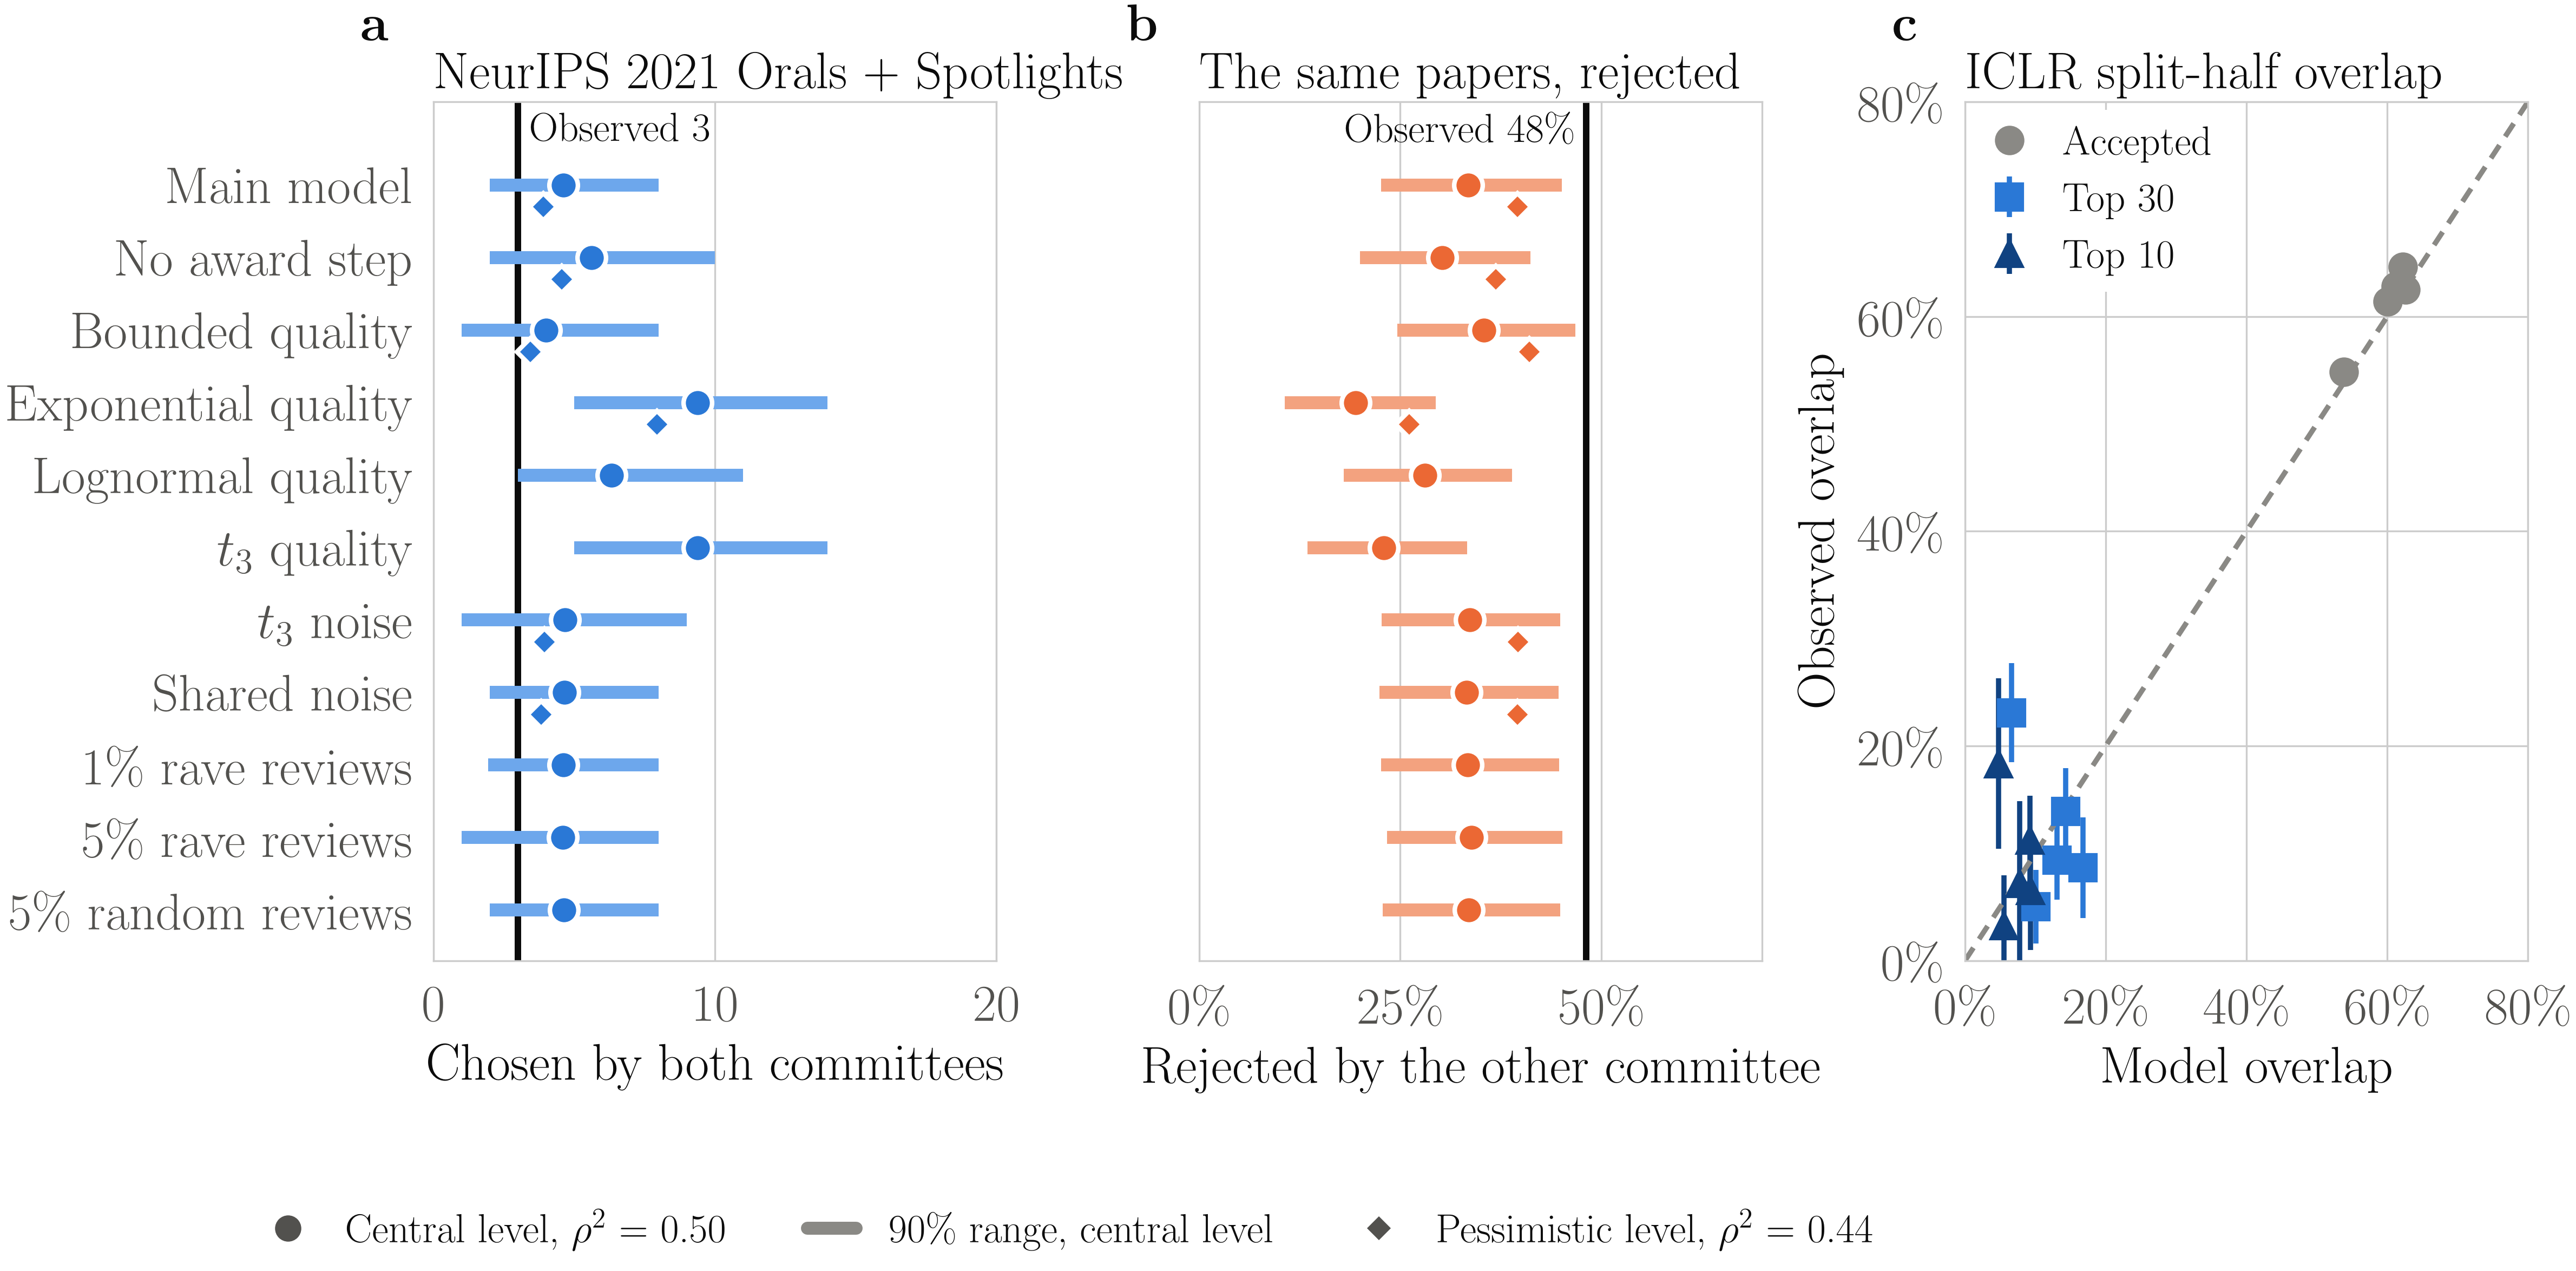 a
NeurIPS 2021 Orals + Spotlights
Observed 3
Main model
No award step
Bounded quality
Exponential quality
Lognormal quality
t₃ quality
t₃ noise
Shared noise
1% rave reviews
5% rave reviews
5% random reviews
0 10 20
Chosen by both committees
b
The same papers, rejected
Observed 48%
0% 25% 50%
Rejected by the other committee
c
ICLR split-half overlap
Accepted
Top 30
Top 10
80%
60%
40%
20%
0%
Observed overlap
0% 20% 40% 60% 80%
Model overlap
Central level, ρ² = 0.50
90% range, central level
Pessimistic level, ρ² = 0.44